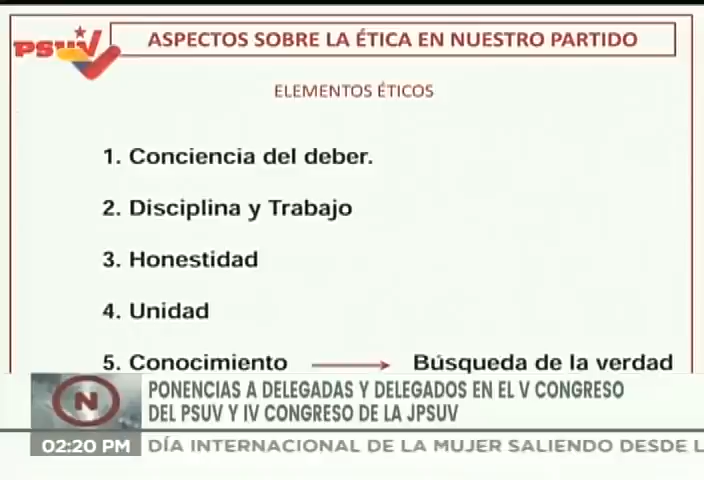 PSUV
ASPECTOS SOBRE LA ÉTICA EN NUESTRO PARTIDO
ELEMENTOS ÉTICOS
1. Conciencia del deber.
2. Disciplina y Trabajo
3. Honestidad
4. Unidad
5. Conocimiento Búsqueda de la verdad
N
PONENCIAS A DELEGADAS Y DELEGADOS EN EL V CONGRESO
DEL PSUV Y IV CONGRESO DE LA JPSUV
02:20 PM DÍA INTERNACIONAL DE LA MUJER SALIENDO DESDE L